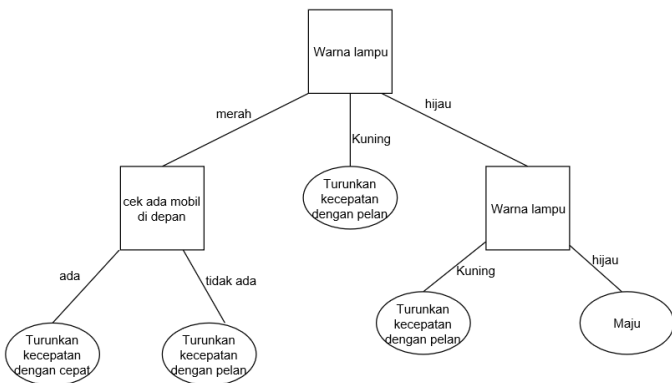 Warna lampu
merah
Kuning
hijau
cek ada mobil
di depan
Turunkan
kecepatan
dengan pelan
Warna lampu
ada
tidak ada
Kuning
hijau
Turunkan
kecepatan
dengan cepat
Turunkan
kecepatan
dengan pelan
Turunkan
kecepatan
dengan pelan
Maju